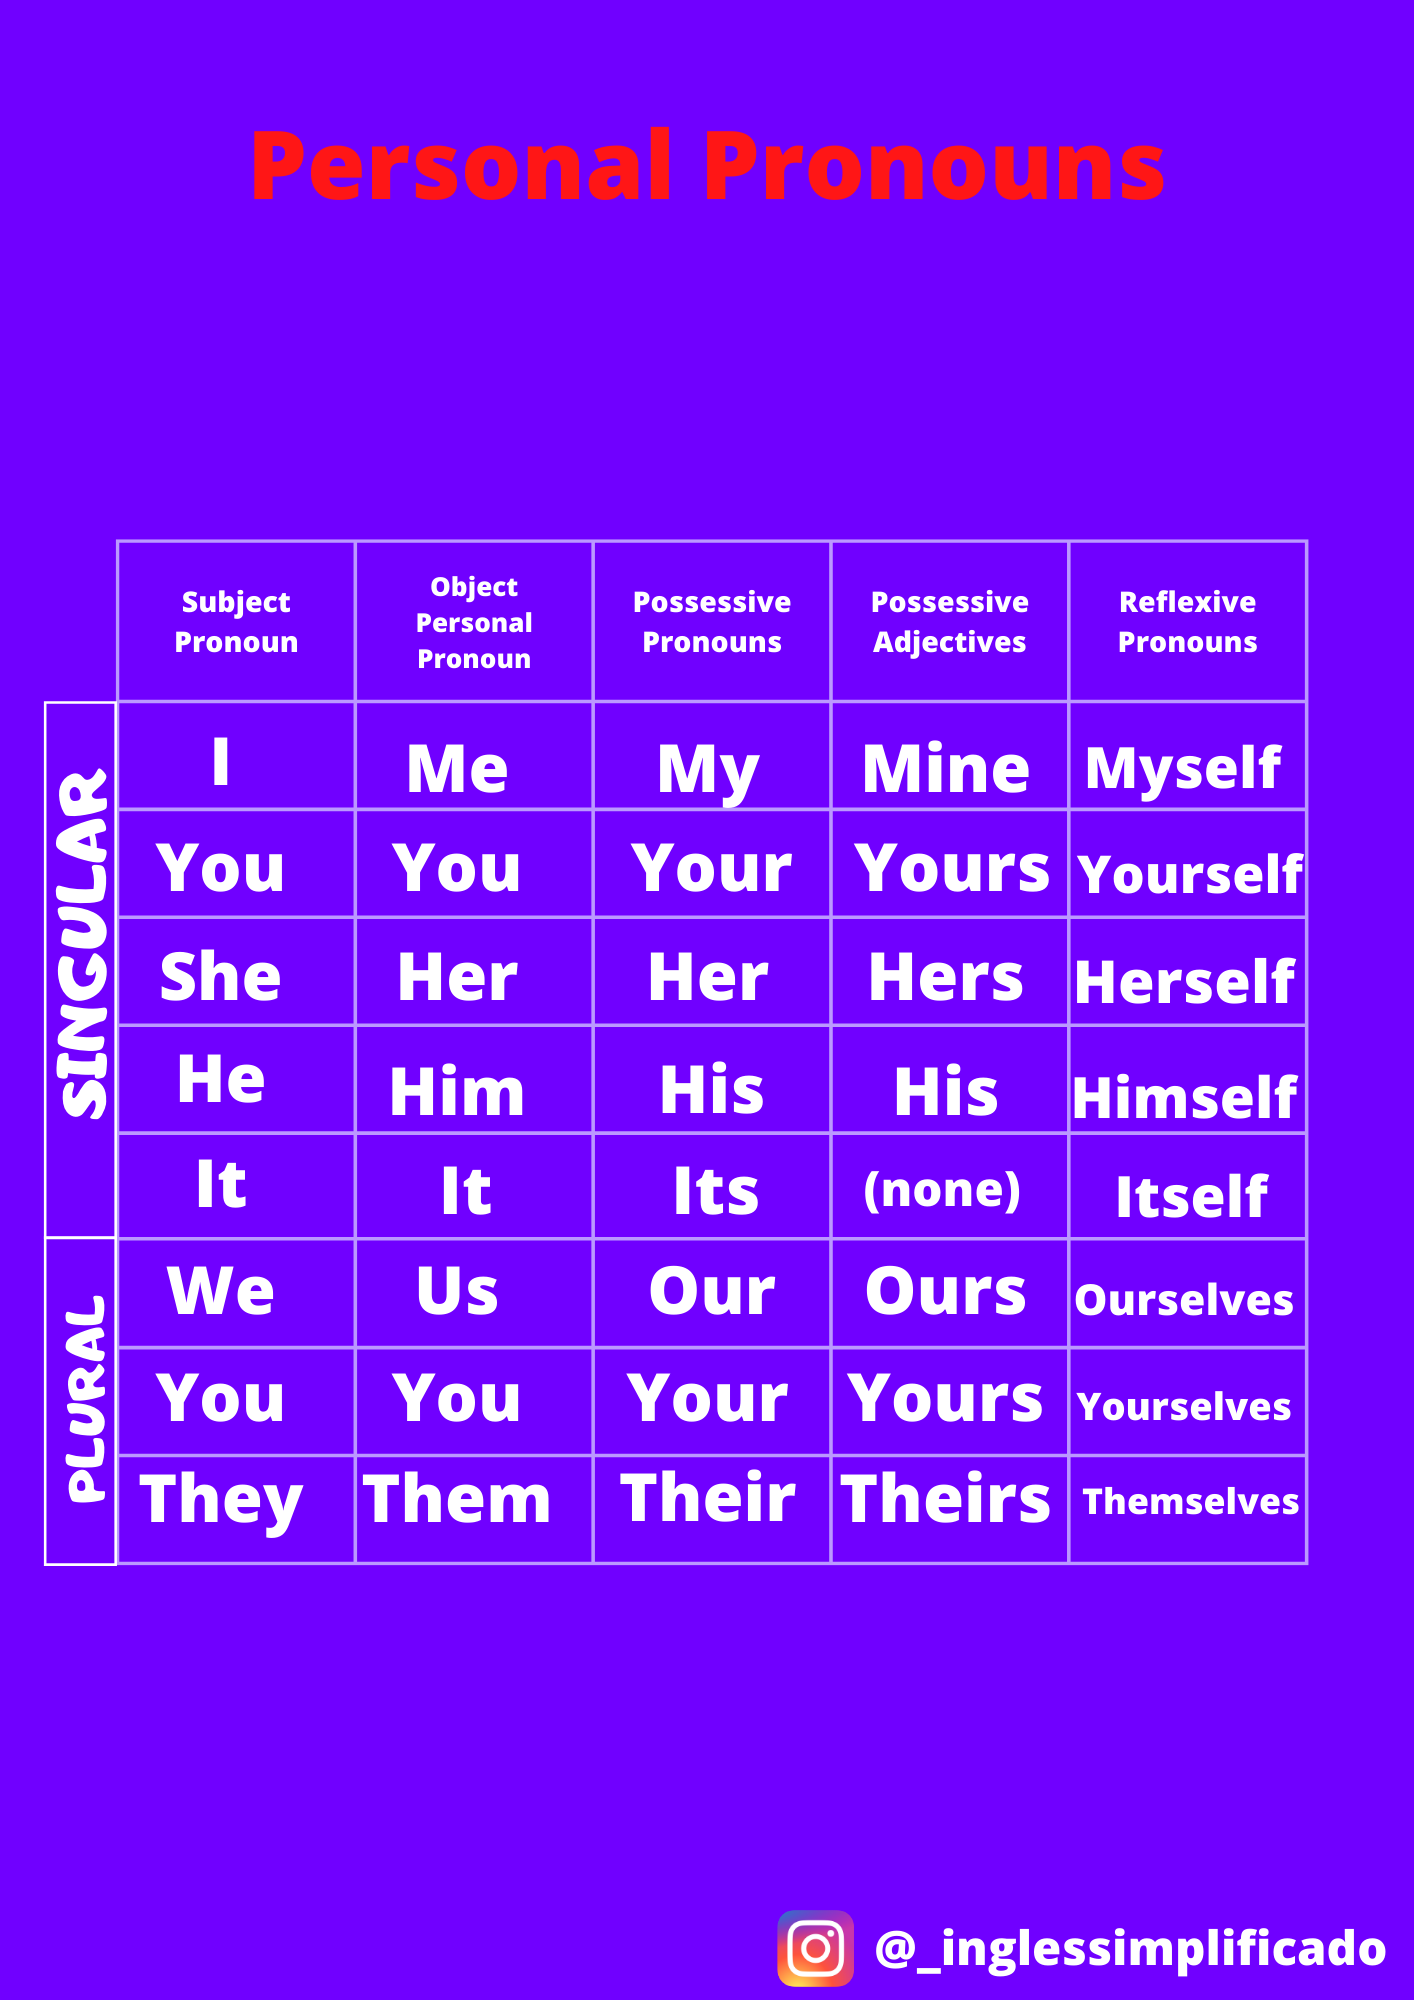 Personal Pronouns
Subject Pronoun
Object Personal Pronoun
Possessive Pronouns
Possessive Adjectives
Reflexive Pronouns
SINGULAR
I Me My Mine Myself
You You Your Yours Yourself
She Her Her Hers Herself
He Him His His Himself
It It Its (none) Itself
PLURAL
We Us Our Ours Ourselves
You You Your Yours Yourselves
They Them Their Theirs Themselves
@_inglessimplificado